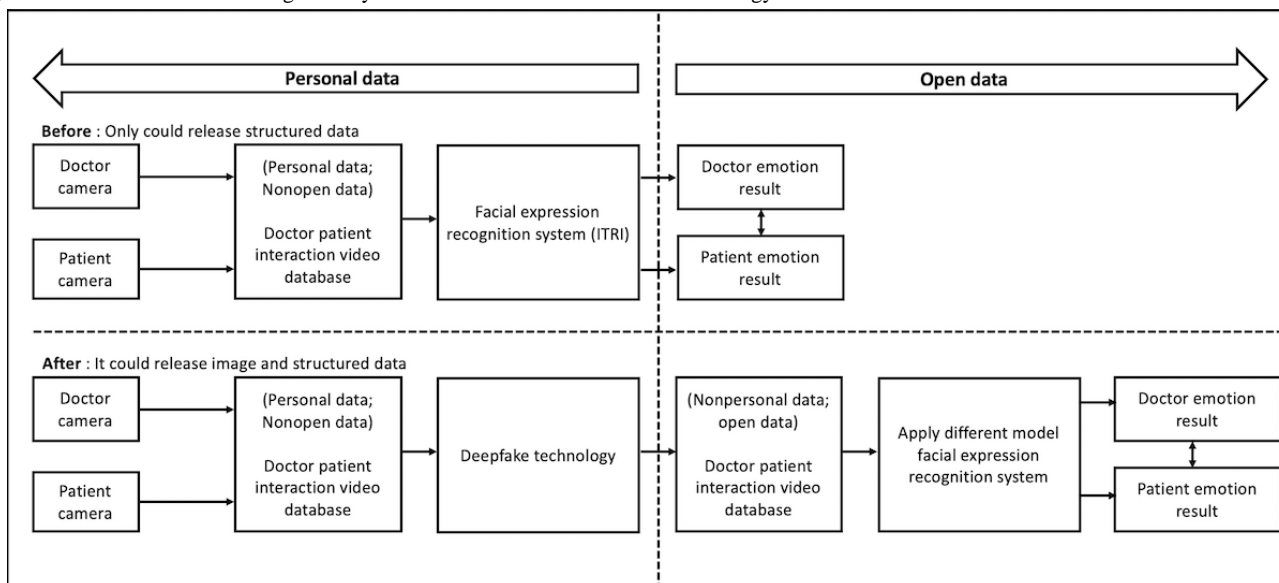 Personal data
Open data
Before : Only could release structured data
Doctor
camera
Patient
camera
(Personal data;
Nonopen data)
Doctor patient
interaction video
database
Facial expression
recognition system (ITRI)
Doctor emotion
result
Patient emotion
result
After : It could release image and structured data
Doctor
camera
Patient
camera
(Personal data;
Nonopen data)
Doctor patient
interaction video
database
Deepfake technology
(Nonpersonal data;
open data)
Doctor patient
interaction video
database
Apply different model
facial expression
recognition system
Doctor emotion
result
Patient emotion
result